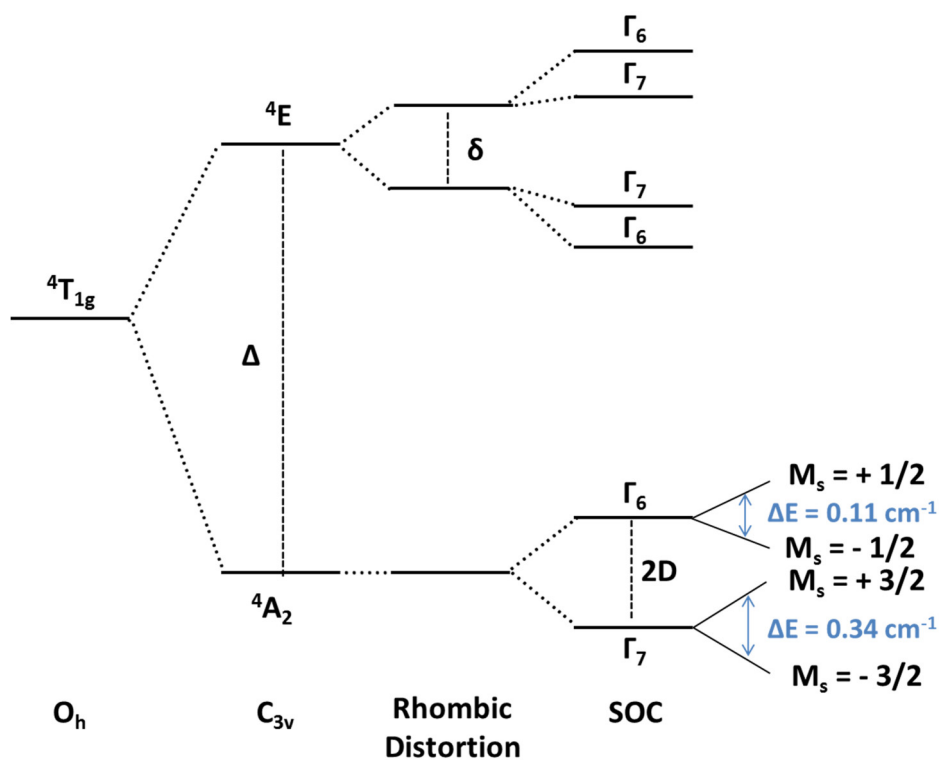 Γ6
Γ7
4E
δ
Γ7
Γ6
4T1g
Δ
Ms = + 1/2
Γ6
ΔE = 0.11 cm-1
Ms = - 1/2
2D
Ms = + 3/2
4A2
ΔE = 0.34 cm-1
Γ7
Ms = - 3/2
Oh
C3v
Rhombic
Distortion
SOC